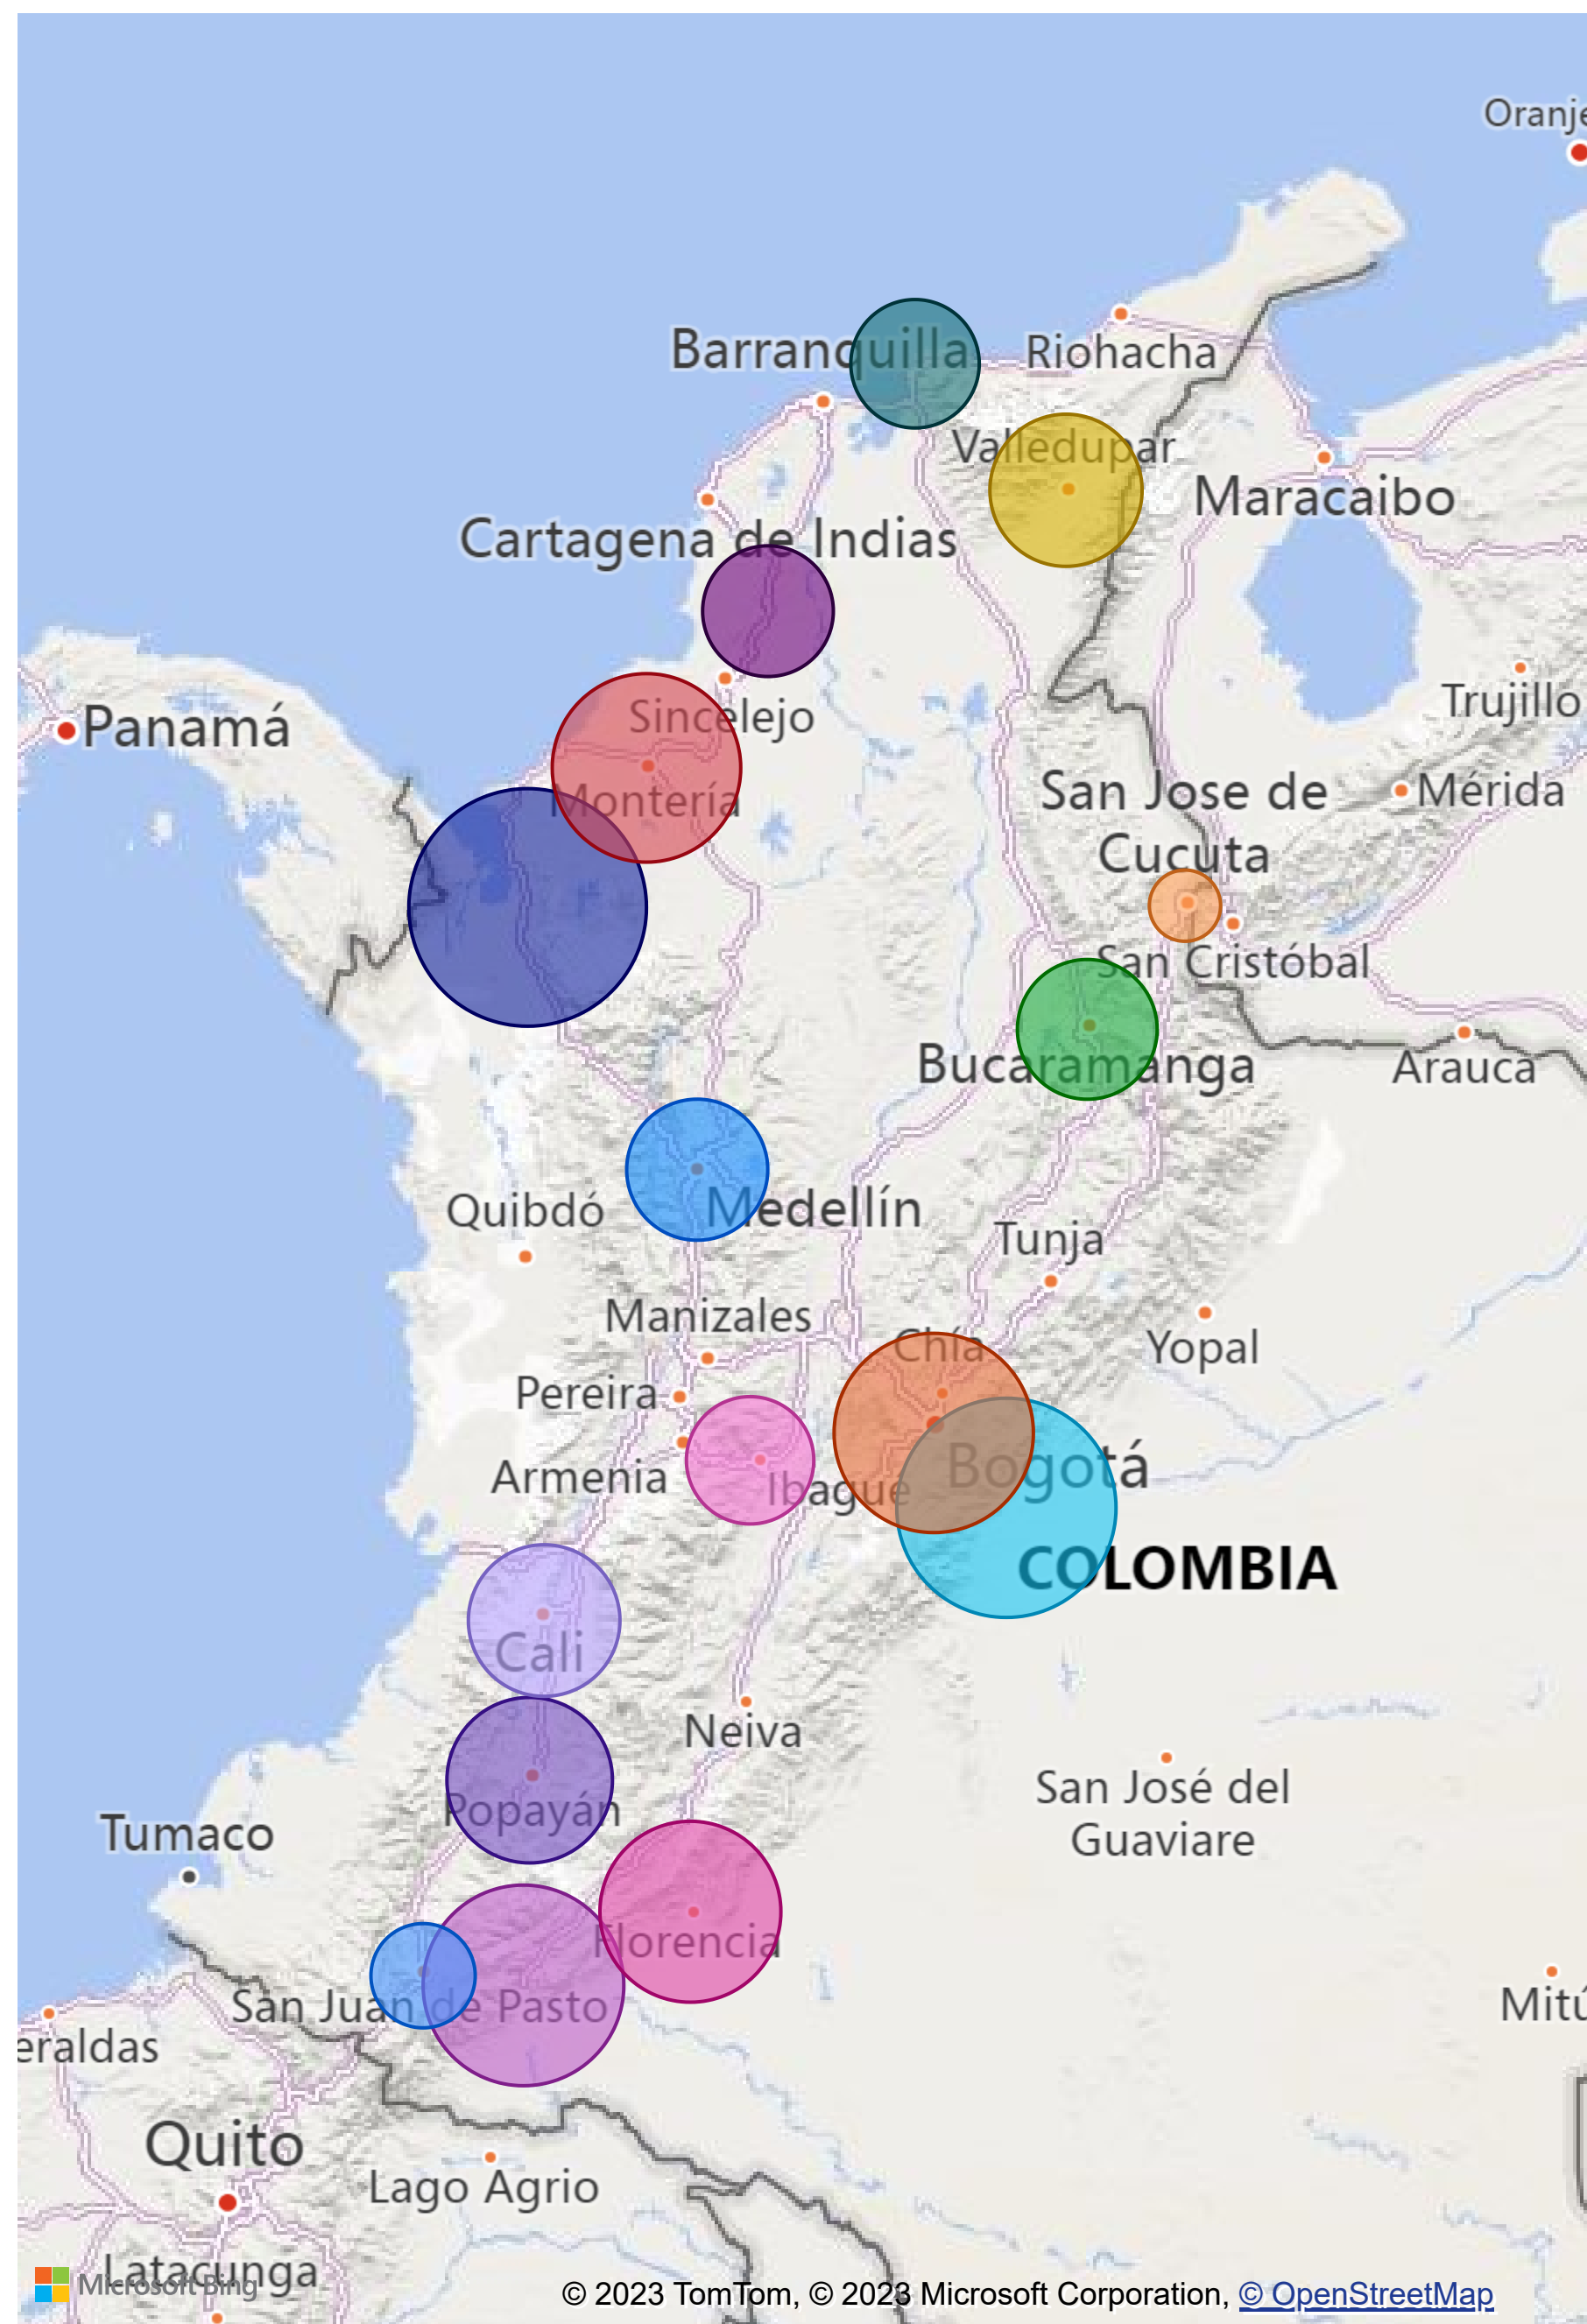 Oranje
Barranquilla
Riohacha
Valledupar
Maracaibo
Cartagena de Indias
Trujillo
Sincelejo
Panamá
Montería
San Jose de
Cucuta
Mérida
San Cristóbal
Bucaramanga
Arauca
Quibdó
Medellín
Tunja
Manizales
Chía
Yopal
Pereira
Bogotá
Armenia
Ibague
COLOMBIA
Cali
Neiva
San José del
Guaviare
Popayán
Tumaco
Florencia
San Juan de Pasto
Mitú
eraldas
Quito
Lago Agrio
Latacunga
Microsoft Bing
© 2023 TomTom, © 2023 Microsoft Corporation, © OpenStreetMap